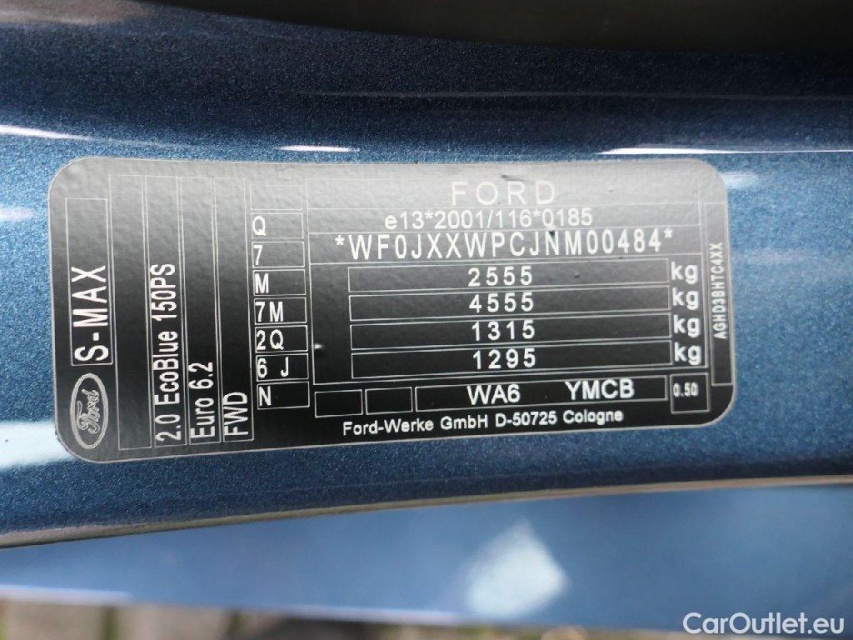 FORD
e13*2001/116*0185
*WF0JXXWPCJNM00484*
2555 kg
4555 kg
1315 kg
1295 kg
WA6 YMCB 0.50
Ford-Werke GmbH D-50725 Cologne
Q
7
M
7M
2Q
6 J
N
S-MAX
Ford
2.0 EcoBlue 150PS
Euro 6.2
FWD
AGHD3BHTC4XX
CarOutlet.eu